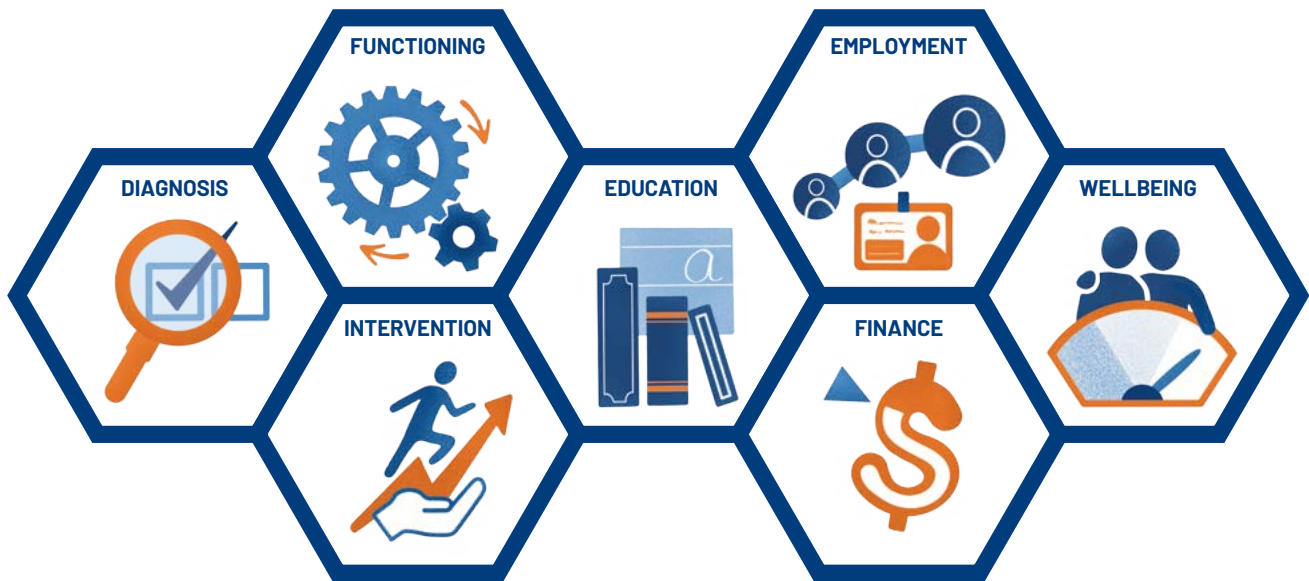 FUNCTIONING
EMPLOYMENT
DIAGNOSIS
EDUCATION
WELLBEING
a
INTERVENTION
FINANCE
$